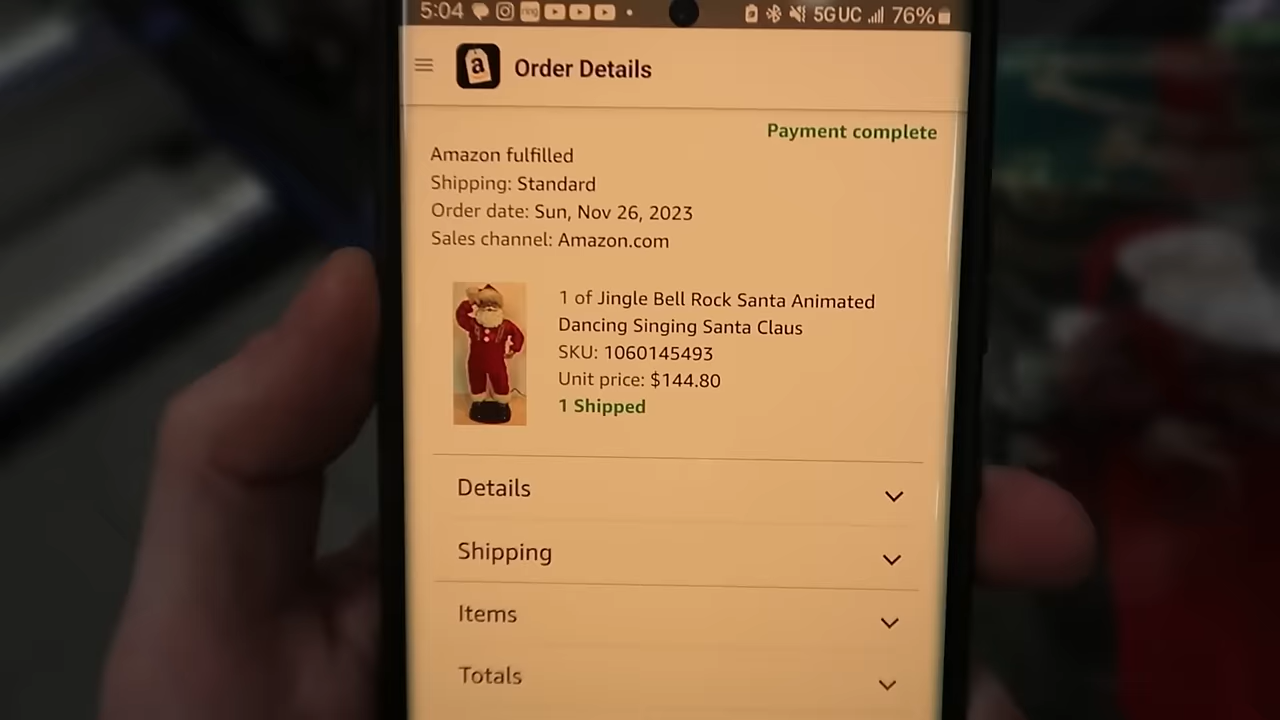 5:04 5G UC 76%
a Order Details
Payment complete
Amazon fulfilled
Shipping: Standard
Order date: Sun, Nov 26, 2023
Sales channel: Amazon.com
1 of Jingle Bell Rock Santa Animated
Dancing Singing Santa Claus
SKU: 1060145493
Unit price: $144.80
1 Shipped
Details
Shipping
Items
Totals